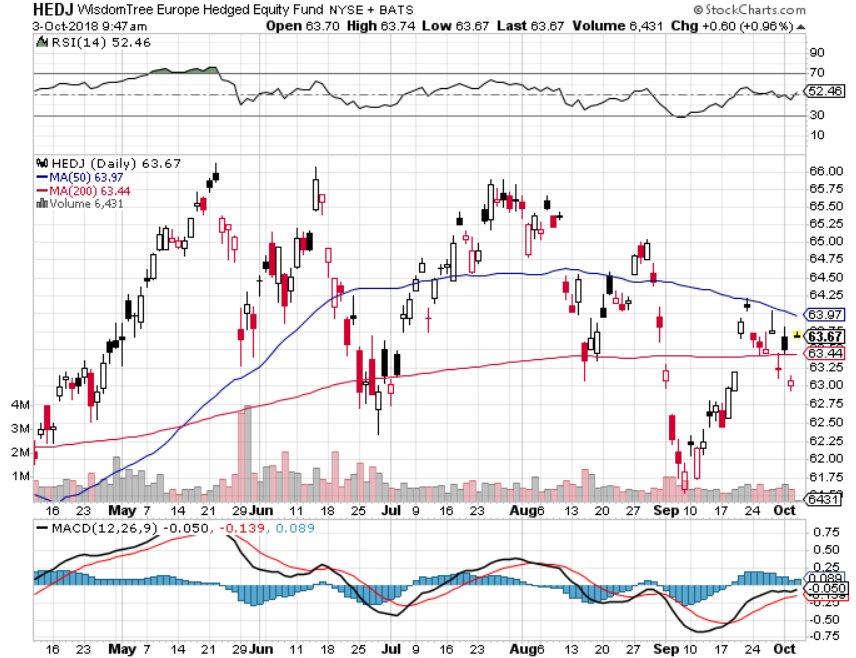 HEDJ WisdomTree Europe Hedged Equity Fund NYSE + BATS © StockCharts.com
3-Oct-2018 9:47am Open 63.70 High 63.74 Low 63.67 Last 63.67 Volume 6,431 Chg +0.60 (+0.96%)
RSI(14) 52.46
90
70
52.46
30
10
HEDJ (Daily) 63.67
MA(50) 63.97
MA(200) 63.44
Volume 6,431
66.00
65.75
65.50
65.25
65.00
64.75
64.50
64.25
63.97
63.67
63.44
63.25
63.00
62.75
62.50
62.25
62.00
61.75
6431
4M
3M
2M
1M
16 23 May 7 14 21 29 Jun 11 18 25 Jul 9 16 23 Aug 6 13 20 27 Sep 10 17 24 Oct
MACD(12,26,9) -0.050, -0.139, 0.089
0.75
0.50
0.25
0.089
-0.050
-0.25
-0.50
16 23 May 7 14 21 29 Jun 11 18 25 Jul 9 16 23 Aug 6 13 20 27 Sep 10 17 24 Oct